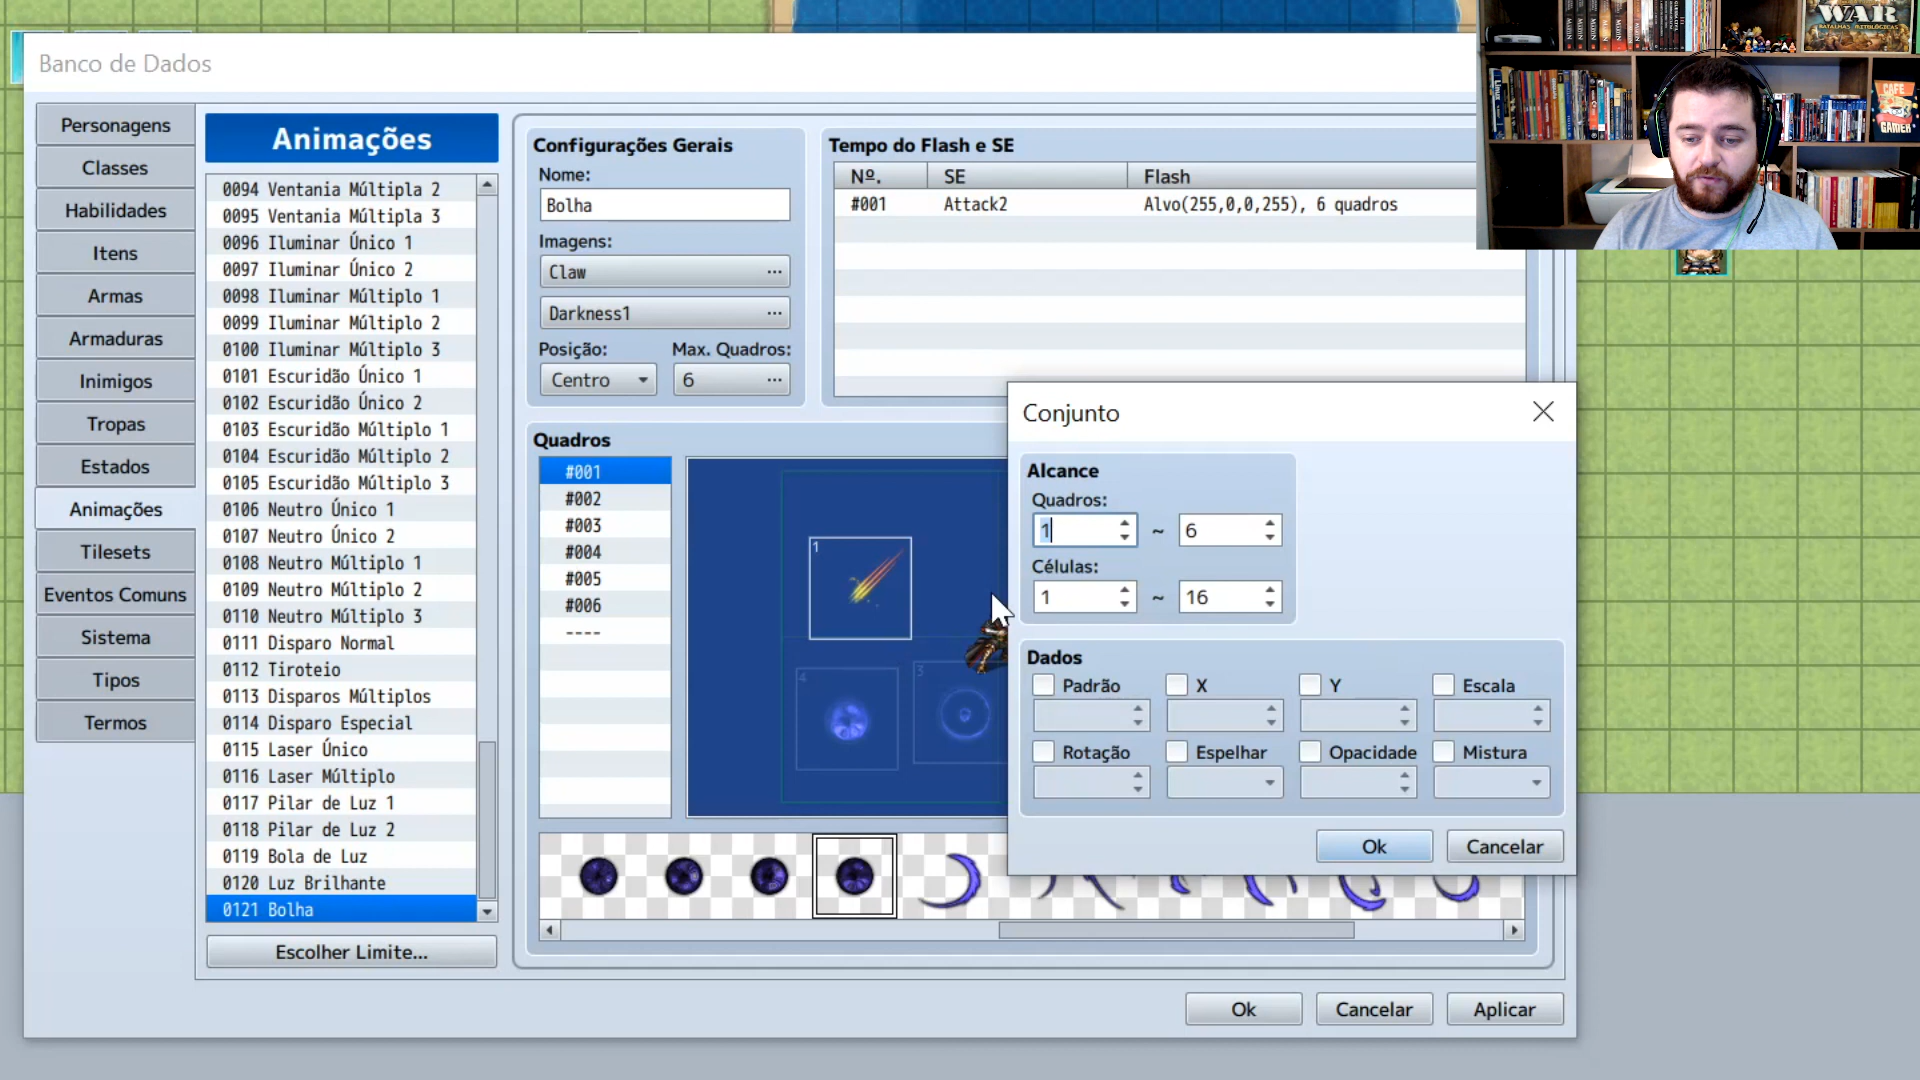 Banco de Dados
WAR
BATALHAS MITOLÓGICAS
CAFE
GAMER
Personagens
Classes
Habilidades
Itens
Armas
Armaduras
Inimigos
Tropas
Estados
Animações
Tilesets
Eventos Comuns
Sistema
Tipos
Termos
Animações
0094 Ventania Múltipla 2
0095 Ventania Múltipla 3
0096 Iluminar Único 1
0097 Iluminar Único 2
0098 Iluminar Múltiplo 1
0099 Iluminar Múltiplo 2
0100 Iluminar Múltiplo 3
0101 Escuridão Único 1
0102 Escuridão Único 2
0103 Escuridão Múltiplo 1
0104 Escuridão Múltiplo 2
0105 Escuridão Múltiplo 3
0106 Neutro Único 1
0107 Neutro Único 2
0108 Neutro Múltiplo 1
0109 Neutro Múltiplo 2
0110 Neutro Múltiplo 3
0111 Disparo Normal
0112 Tiroteio
0113 Disparos Múltiplos
0114 Disparo Especial
0115 Laser Único
0116 Laser Múltiplo
0117 Pilar de Luz 1
0118 Pilar de Luz 2
0119 Bola de Luz
0120 Luz Brilhante
0121 Bolha
Escolher Limite...
Configurações Gerais
Nome:
Bolha
Imagens:
Claw ...
Darkness1 ...
Posição: Max. Quadros:
Centro 6 ...
Tempo do Flash e SE
Nº. SE Flash
#001 Attack2 Alvo(255,0,0,255), 6 quadros
Quadros
#001
#002
#003
#004
#005
#006
----
1
4 3
Conjunto
Alcance
Quadros:
1 ~ 6
Células:
1 ~ 16
Dados
Padrão X Y Escala
Rotação Espelhar Opacidade Mistura
Ok Cancelar
Ok Cancelar Aplicar